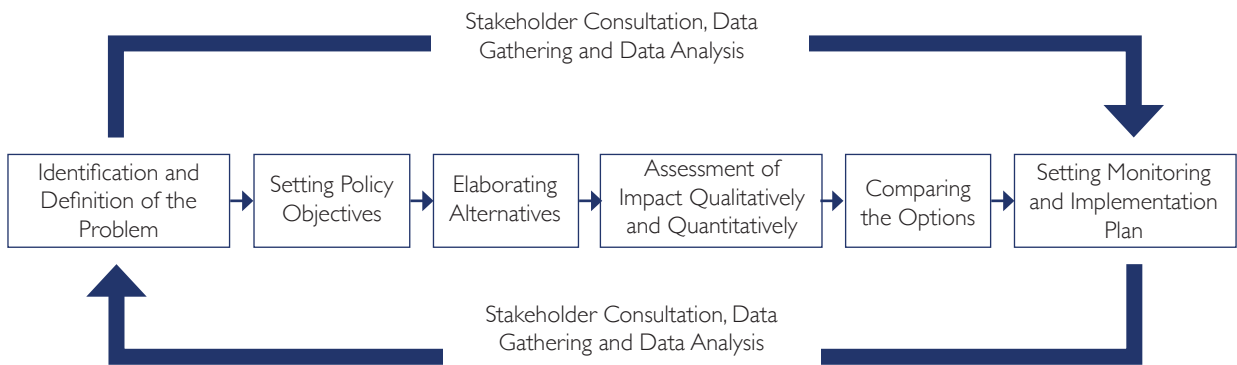 Stakeholder Consultation, Data
Gathering and Data Analysis
Identification and
Definition of the
Problem
Setting Policy
Objectives
Elaborating
Alternatives
Assessment of
Impact Qualitatively
and Quantitatively
Comparing
the Options
Setting Monitoring
and Implementation
Plan
Stakeholder Consultation, Data
Gathering and Data Analysis